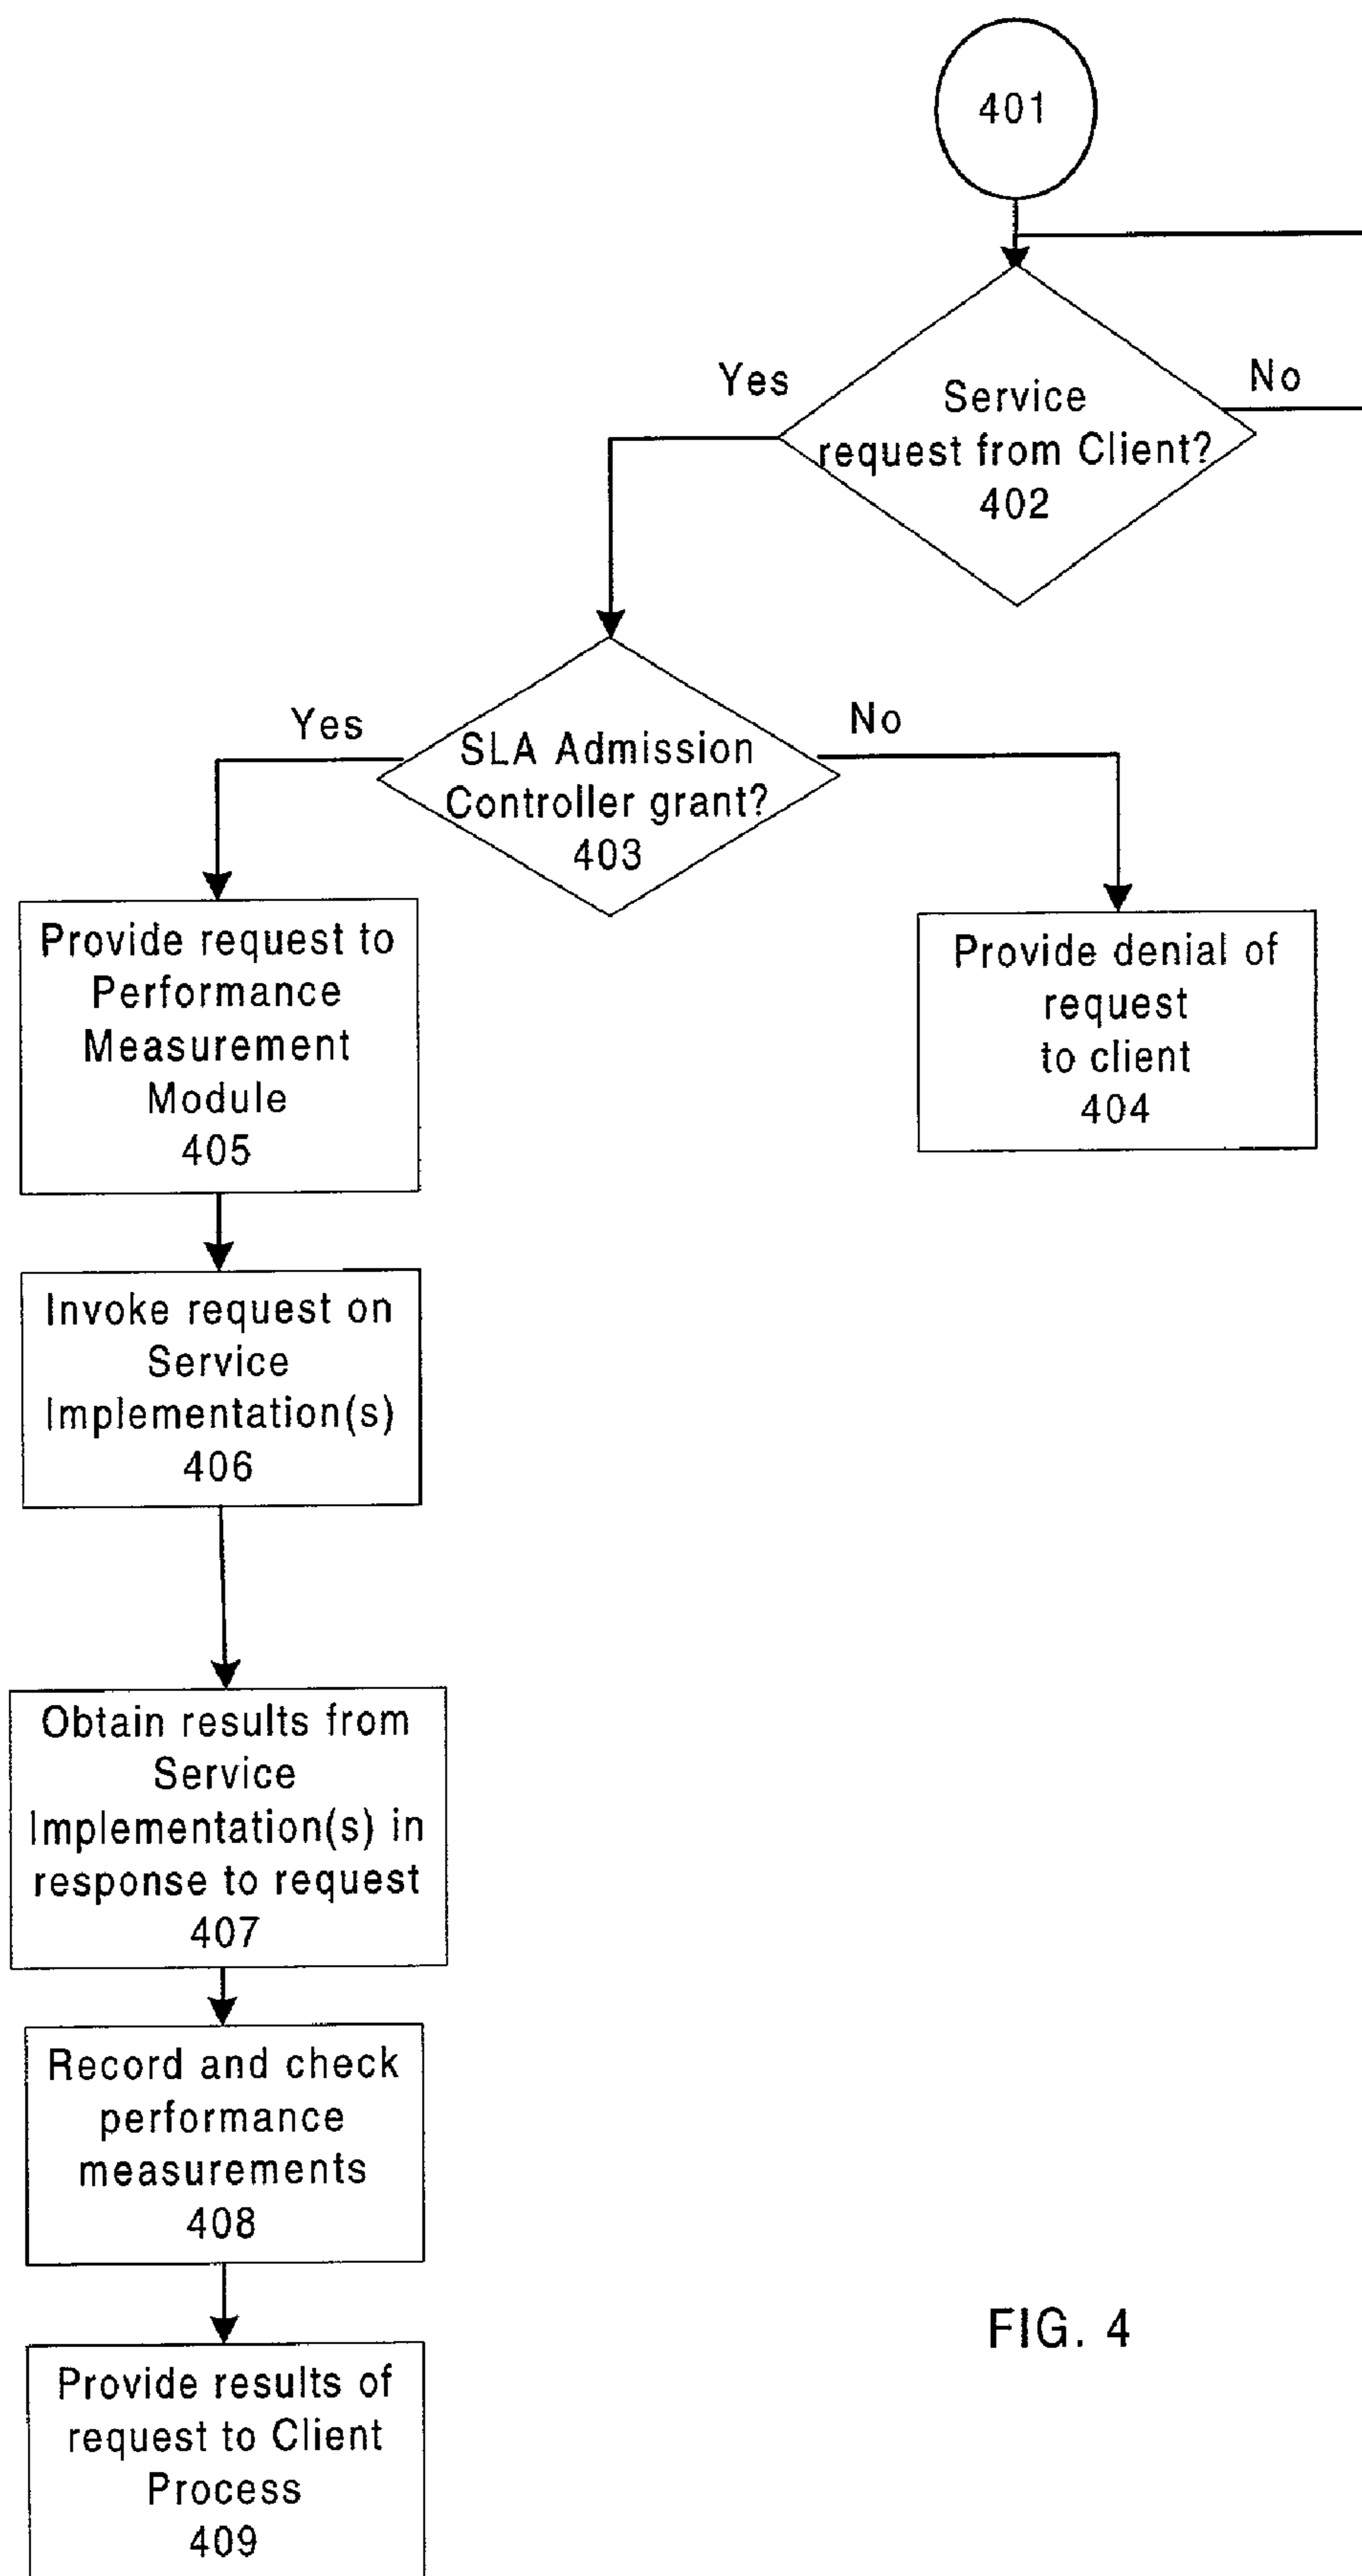 401
Yes
No
Service
request from Client?
402
Yes
No
SLA Admission
Controller grant?
403
Provide request to
Performance
Measurement
Module
405
Provide denial of
request
to client
404
Invoke request on
Service
Implementation(s)
406
Obtain results from
Service
Implementation(s) in
response to request
407
Record and check
performance
measurements
408
Provide results of
request to Client
Process
409
FIG. 4